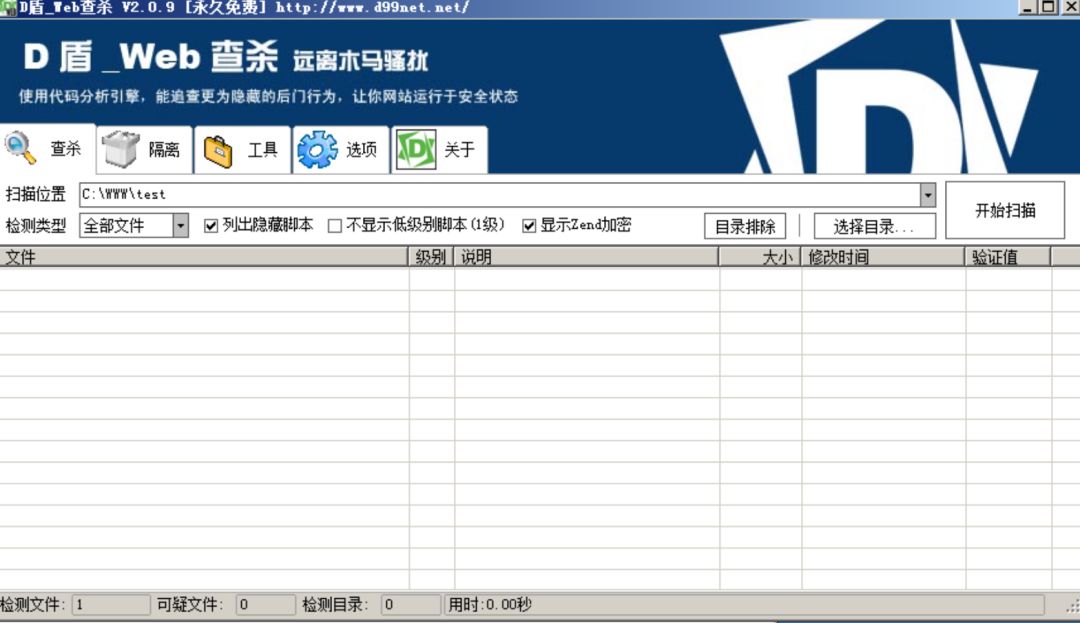 D盾_Web查杀 V2.0.9 [永久免费] http://www.d99net.net/
D盾_Web查杀 远离木马骚扰
使用代码分析引擎，能追查更为隐藏的后门行为，让你网站运行于安全状态
查杀 隔离 工具 选项 关于
扫描位置 C:\WWW\test 开始扫描
检测类型 全部文件 列出隐藏脚本 不显示低级别脚本(1级) 显示Zend加密 目录排除 选择目录...
文件 级别 说明 大小 修改时间 验证值
检测文件: 1 可疑文件: 0 检测目录: 0 用时:0.00秒